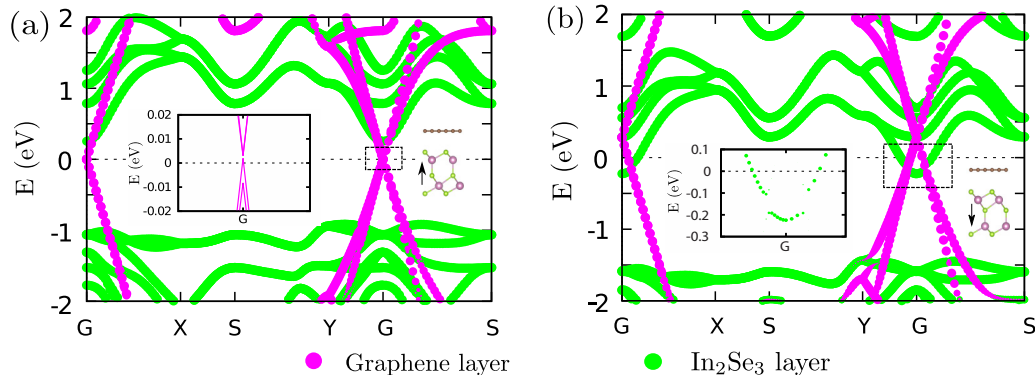 (a)
E (eV)
2
1
0
-1
-2
G X S Y G S
E (eV)
0.02
0.01
0
-0.01
-0.02
G
(b)
E (eV)
2
1
0
-1
-2
G X S Y G S
E (eV)
0.1
0
-0.1
-0.2
-0.3
G
Graphene layer
In₂Se₃ layer